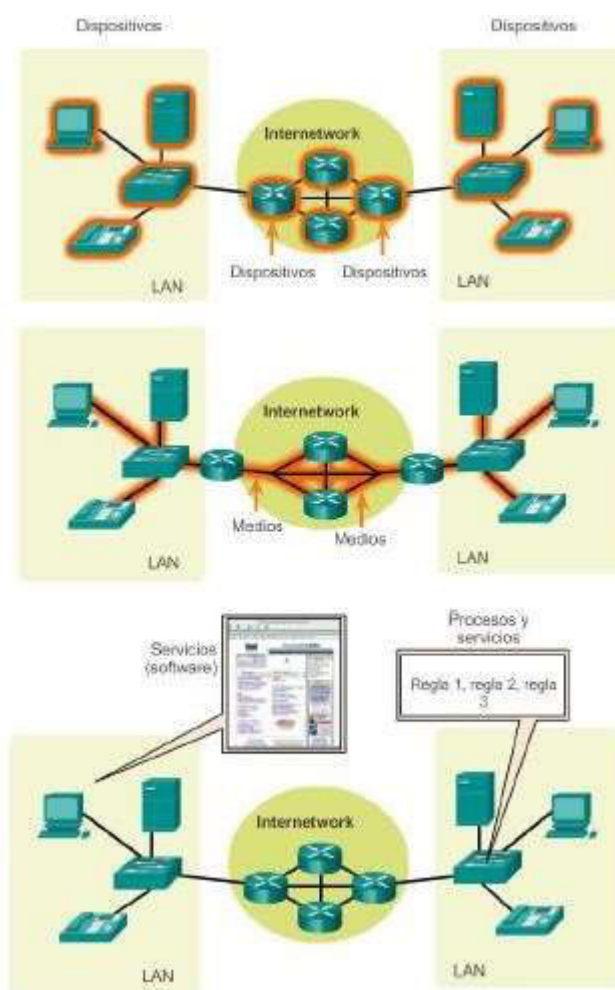 Dispositivos
Dispositivos
Internetwork
Dispositivos
Dispositivos
LAN
LAN
Internetwork
Medios
Medios
LAN
LAN
Servicios
(software)
Procesos y
servicios
Regla 1, regla 2, regla
3
Internetwork
LAN
LAN